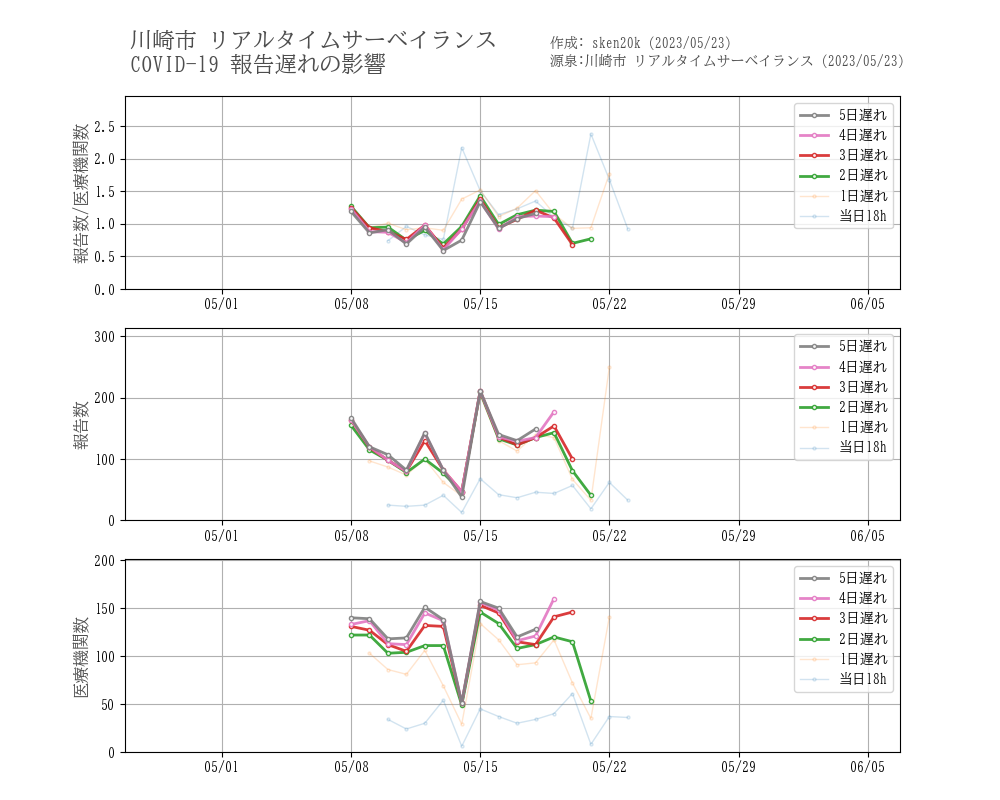 川崎市 リアルタイムサーベイランス
COVID-19 報告遅れの影響
作成: sken20k (2023/05/23)
源泉:川崎市 リアルタイムサーベイランス (2023/05/23)
報告数/医療機関数
2.5
2.0
1.5
1.0
0.5
0.0
05/01 05/08 05/15 05/22 05/29 06/05
5日遅れ
4日遅れ
3日遅れ
2日遅れ
1日遅れ
当日18h
報告数
300
200
100
0
05/01 05/08 05/15 05/22 05/29 06/05
5日遅れ
4日遅れ
3日遅れ
2日遅れ
1日遅れ
当日18h
医療機関数
200
150
100
50
0
05/01 05/08 05/15 05/22 05/29 06/05
5日遅れ
4日遅れ
3日遅れ
2日遅れ
1日遅れ
当日18h